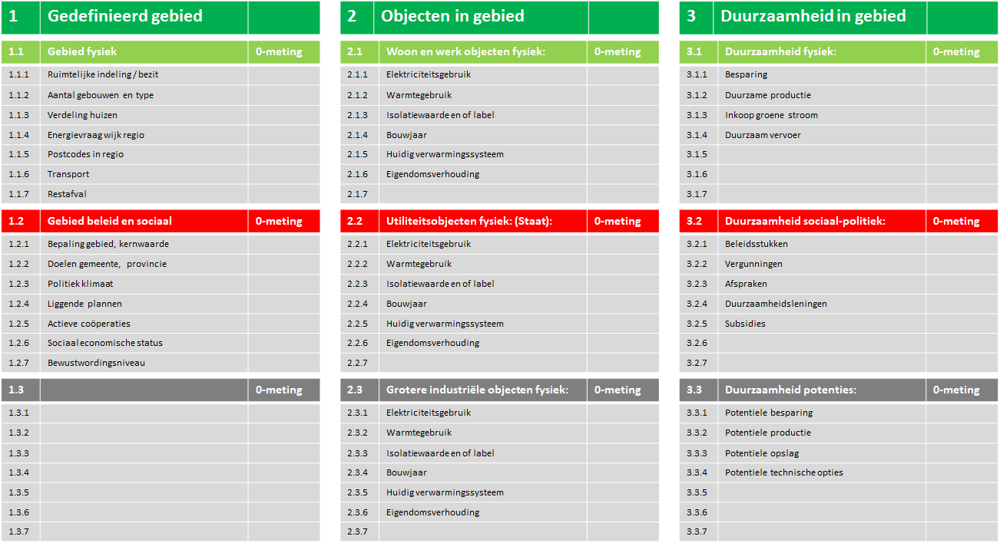 1 Gedefinieerd gebied
1.1 Gebied fysiek 0-meting
1.1.1 Ruimtelijke indeling / bezit
1.1.2 Aantal gebouwen en type
1.1.3 Verdeling huizen
1.1.4 Energievraag wijk regio
1.1.5 Postcodes in regio
1.1.6 Transport
1.1.7 Restafval
1.2 Gebied beleid en sociaal 0-meting
1.2.1 Bepaling gebied, kernwaarde
1.2.2 Doelen gemeente, provincie
1.2.3 Politiek klimaat
1.2.4 Liggende plannen
1.2.5 Actieve coöperaties
1.2.6 Sociaal economische status
1.2.7 Bewustwordingsniveau
1.3 0-meting
1.3.1
1.3.2
1.3.3
1.3.4
1.3.5
1.3.6
1.3.7
2 Objecten in gebied
2.1 Woon en werk objecten fysiek: 0-meting
2.1.1 Elektriciteitsgebruik
2.1.2 Warmtegebruik
2.1.3 Isolatiewaarde en of label
2.1.4 Bouwjaar
2.1.5 Huidig verwarmingssysteem
2.1.6 Eigendomsverhouding
2.1.7
2.2 Utiliteitsobjecten fysiek: (Staat): 0-meting
2.2.1 Elektriciteitsgebruik
2.2.2 Warmtegebruik
2.2.3 Isolatiewaarde en of label
2.2.4 Bouwjaar
2.2.5 Huidig verwarmingssysteem
2.2.6 Eigendomsverhouding
2.2.7
2.3 Grotere industriële objecten fysiek: 0-meting
2.3.1 Elektriciteitsgebruik
2.3.2 Warmtegebruik
2.3.3 Isolatiewaarde en of label
2.3.4 Bouwjaar
2.3.5 Huidig verwarmingssysteem
2.3.6 Eigendomsverhouding
2.3.7
3 Duurzaamheid in gebied
3.1 Duurzaamheid fysiek: 0-meting
3.1.1 Besparing
3.1.2 Duurzame productie
3.1.3 Inkoop groene stroom
3.1.4 Duurzaam vervoer
3.1.5
3.1.6
3.1.7
3.2 Duurzaamheid sociaal-politiek: 0-meting
3.2.1 Beleidsstukken
3.2.2 Vergunningen
3.2.3 Afspraken
3.2.4 Duurzaamheidsleningen
3.2.5 Subsidies
3.2.6
3.2.7
3.3 Duurzaamheid potenties: 0-meting
3.3.1 Potentiele besparing
3.3.2 Potentiele productie
3.3.3 Potentiele opslag
3.3.4 Potentiele technische opties
3.3.5
3.3.6
3.3.7